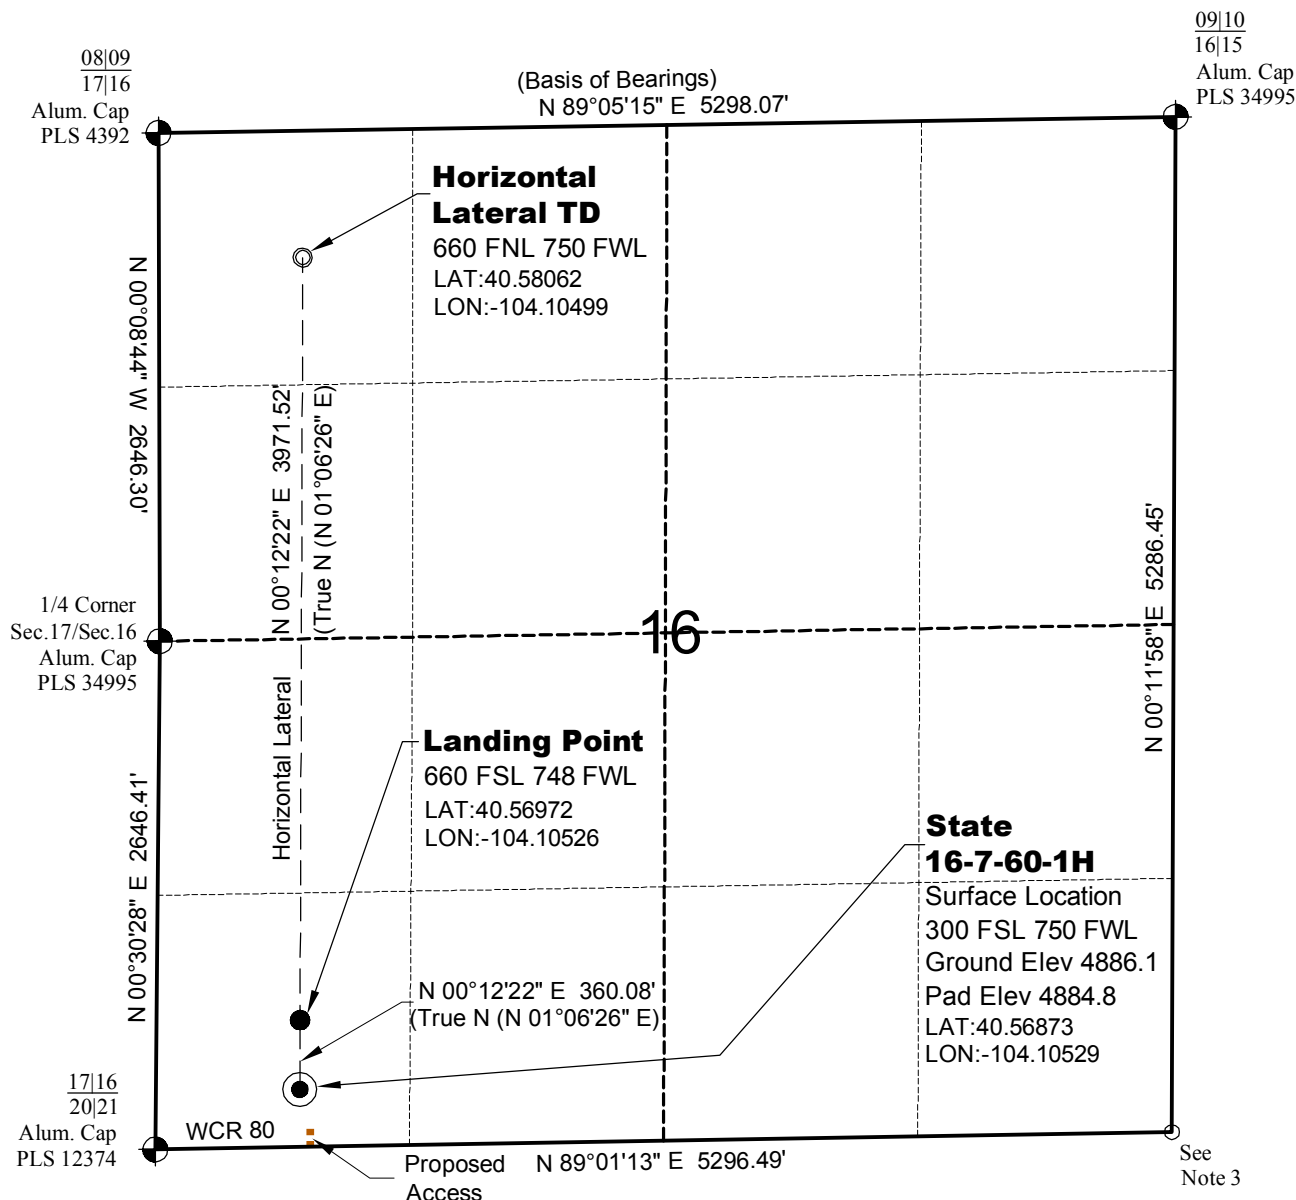 08|09
17|16
Alum. Cap
PLS 4392
(Basis of Bearings)
N 89°05'15" E 5298.07'
09|10
16|15
Alum. Cap
PLS 34995
Horizontal
Lateral TD
660 FNL 750 FWL
LAT:40.58062
LON:-104.10499
N 00°08'44" W 2646.30'
N 00°12'22" E 3971.52'
(True N (N 01°06'26" E)
1/4 Corner
Sec.17/Sec.16
Alum. Cap
PLS 34995
16
N 00°11'58" E 5286.45'
Horizontal Lateral
Landing Point
660 FSL 748 FWL
LAT:40.56972
LON:-104.10526
N 00°30'28" E 2646.41'
State
16-7-60-1H
Surface Location
300 FSL 750 FWL
Ground Elev 4886.1
Pad Elev 4884.8
LAT:40.56873
LON:-104.10529
N 00°12'22" E 360.08'
(True N (N 01°06'26" E)
17|16
20|21
Alum. Cap
PLS 12374
WCR 80
Proposed
Access
N 89°01'13" E 5296.49'
See
Note 3